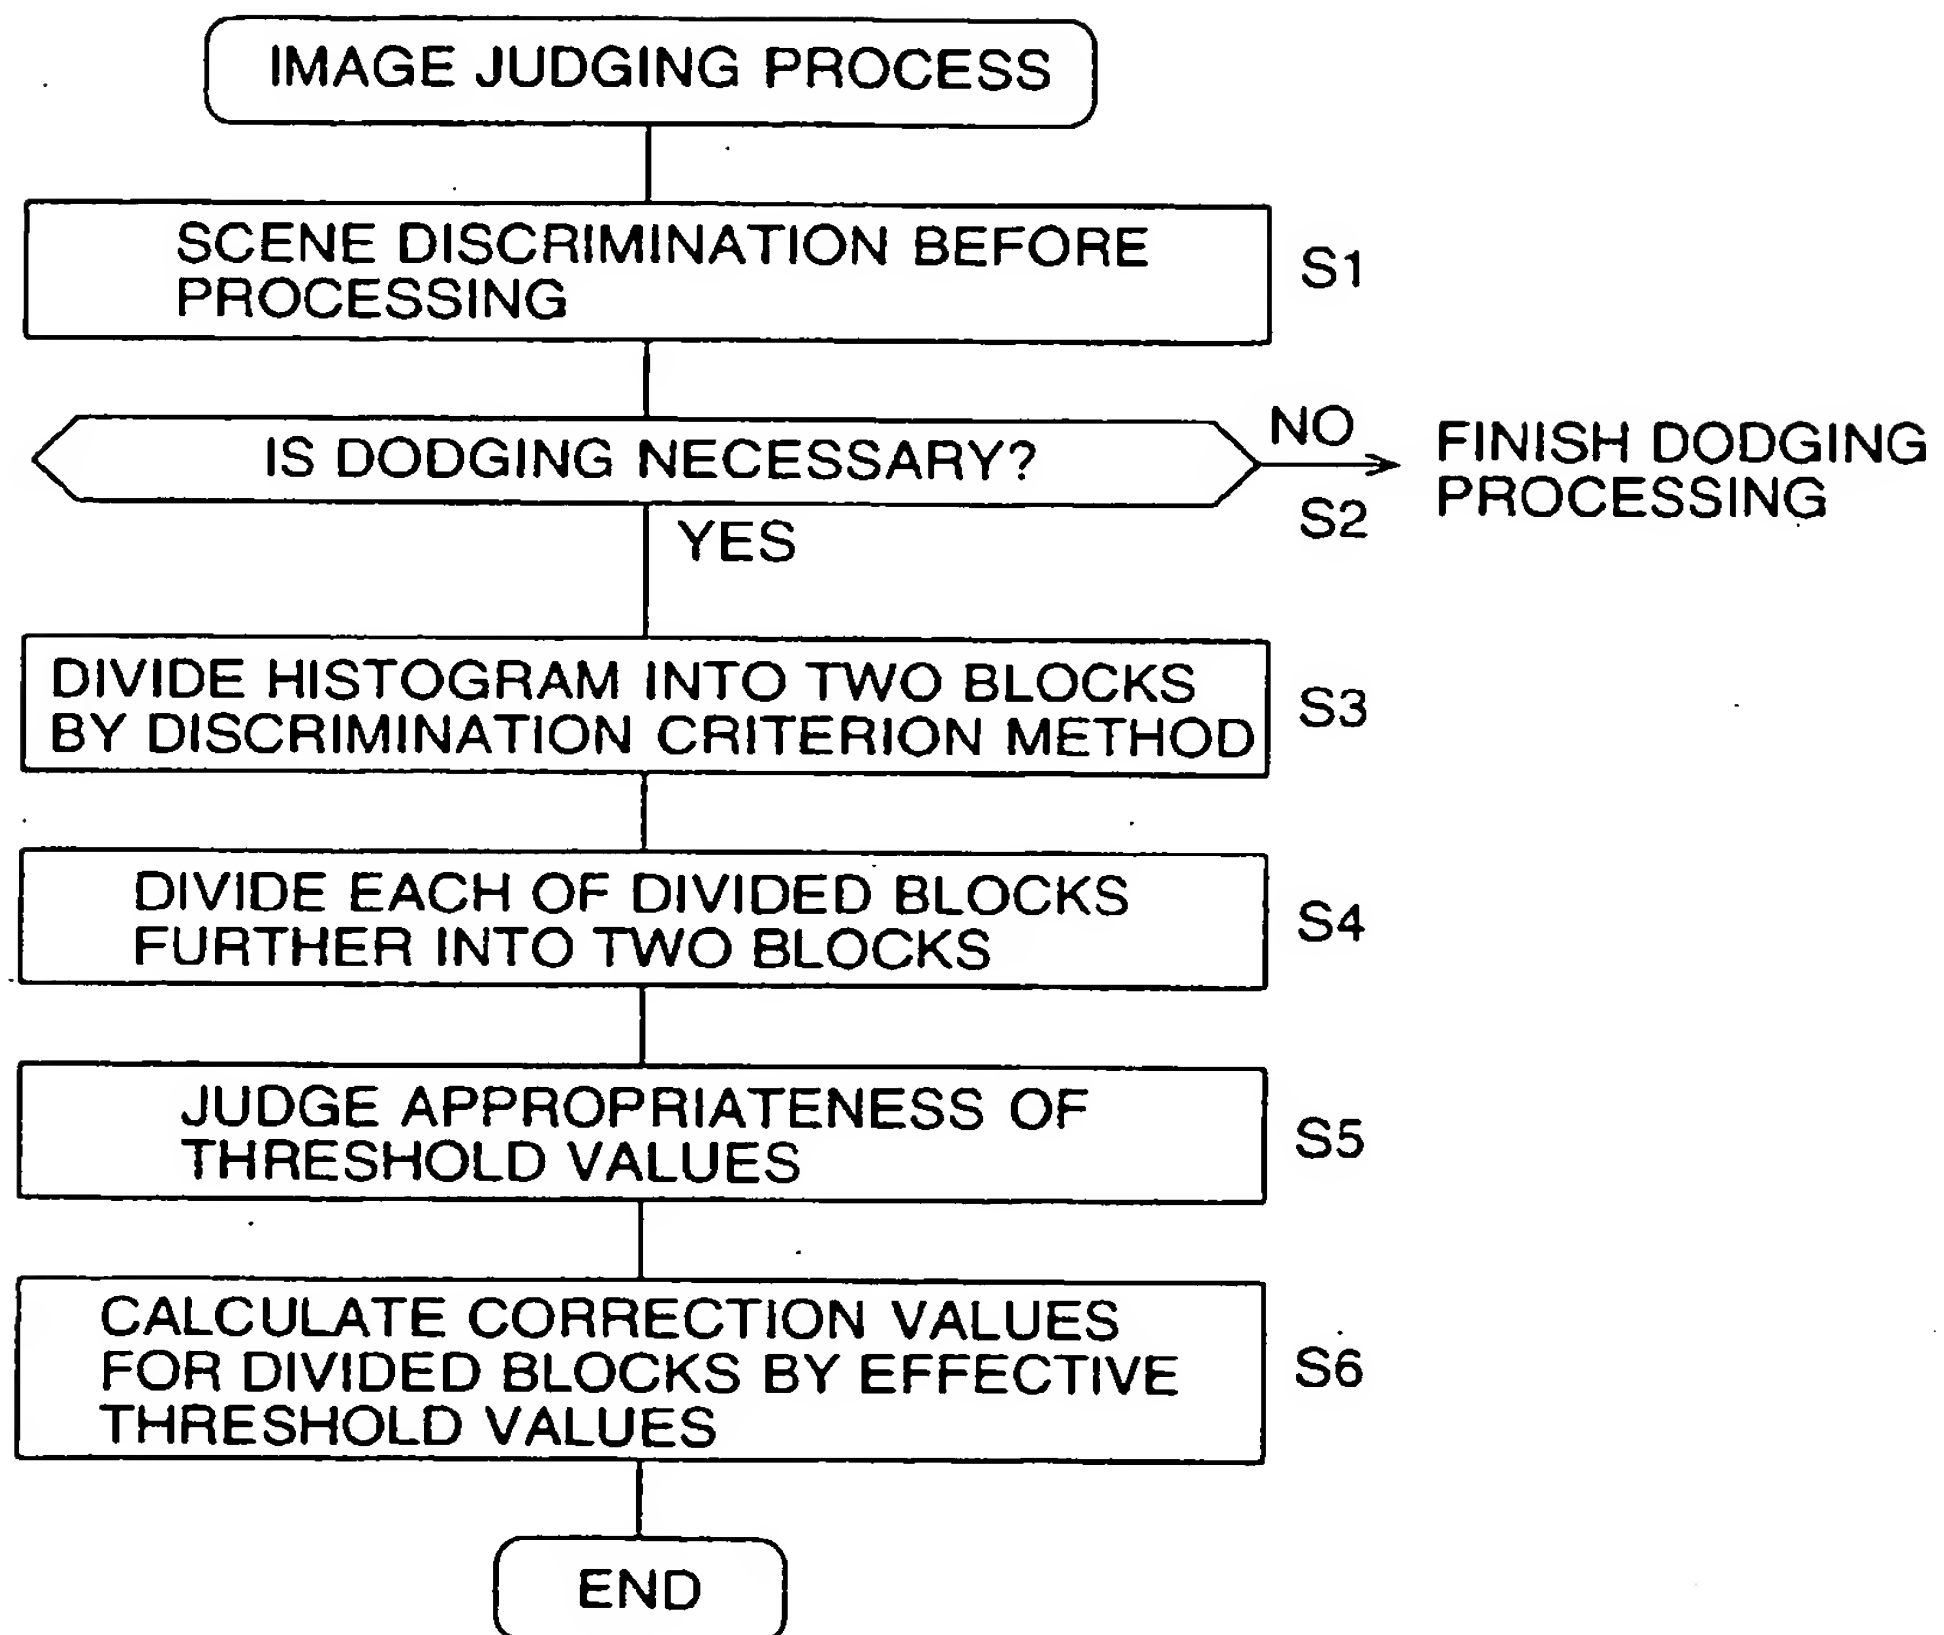 IMAGE JUDGING PROCESS
SCENE DISCRIMINATION BEFORE
PROCESSING
S1
IS DODGING NECESSARY?
NO
S2
FINISH DODGING
PROCESSING
YES
DIVIDE HISTOGRAM INTO TWO BLOCKS
BY DISCRIMINATION CRITERION METHOD
S3
DIVIDE EACH OF DIVIDED BLOCKS
FURTHER INTO TWO BLOCKS
S4
JUDGE APPROPRIATENESS OF
THRESHOLD VALUES
S5
CALCULATE CORRECTION VALUES
FOR DIVIDED BLOCKS BY EFFECTIVE
THRESHOLD VALUES
S6
END